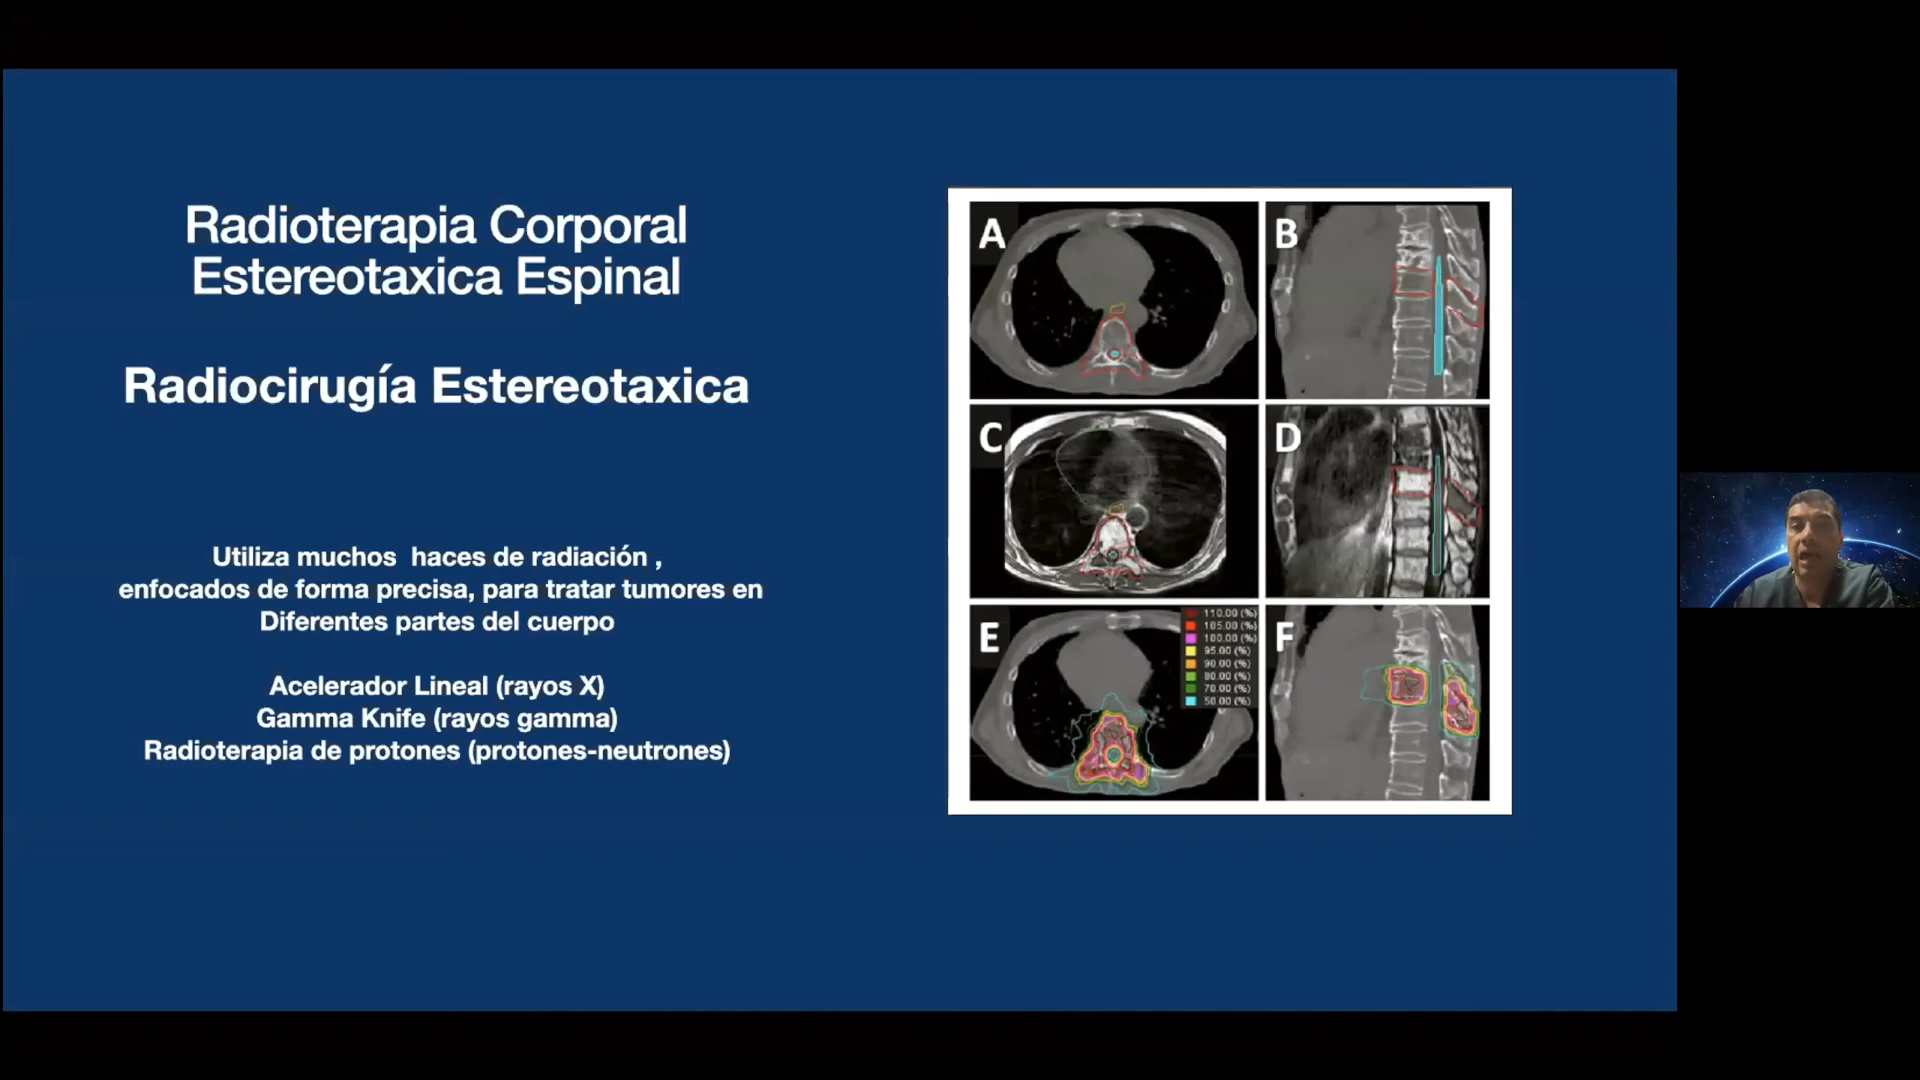 Radioterapia Corporal
Estereotaxica Espinal
Radiocirugía Estereotaxica
Utiliza muchos  haces de radiación ,
enfocados de forma precisa, para tratar tumores en
Diferentes partes del cuerpo
Acelerador Lineal (rayos X)
Gamma Knife (rayos gamma)
Radioterapia de protones (protones-neutrones)
A
B
C
D
E
110.00 (%)
105.00 (%)
100.00 (%)
95.00 (%)
90.00 (%)
80.00 (%)
70.00 (%)
50.00 (%)
F